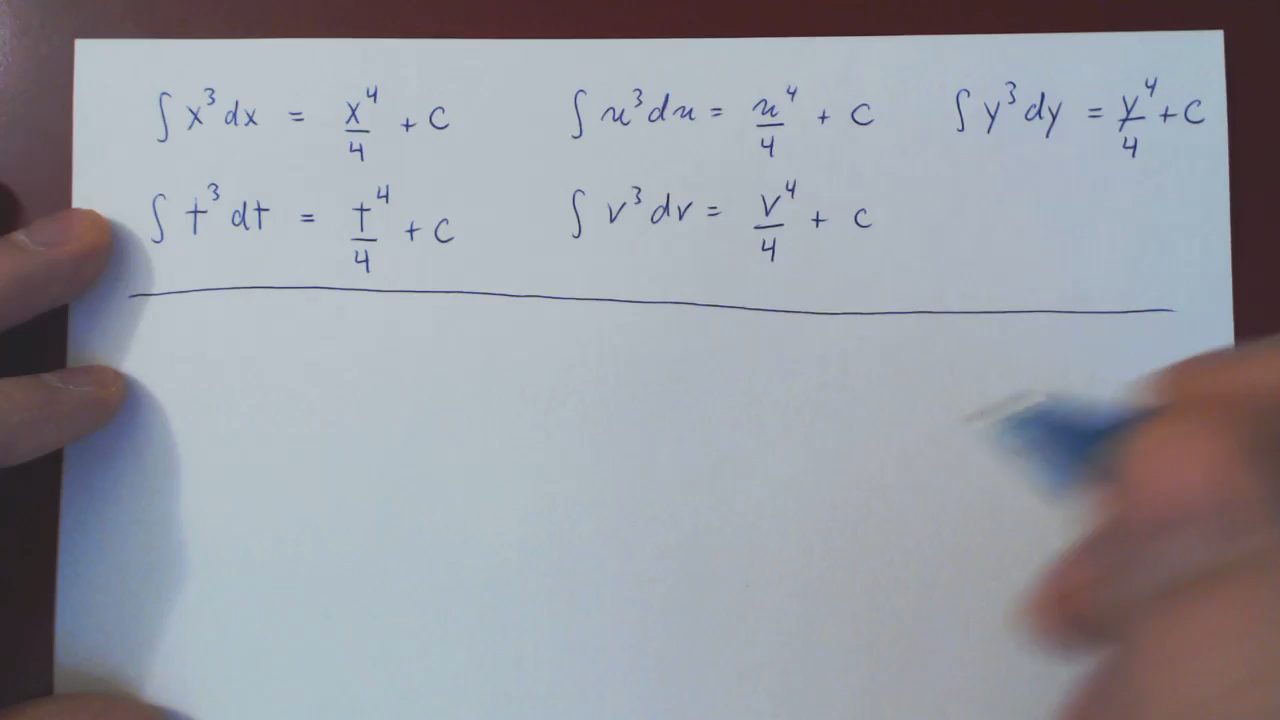 ∫ x³ dx = x⁴/4 + C ∫ u³ du = u⁴/4 + C ∫ y³ dy = y⁴/4 + C
∫ t³ dt = t⁴/4 + C ∫ v³ dv = v⁴/4 + C